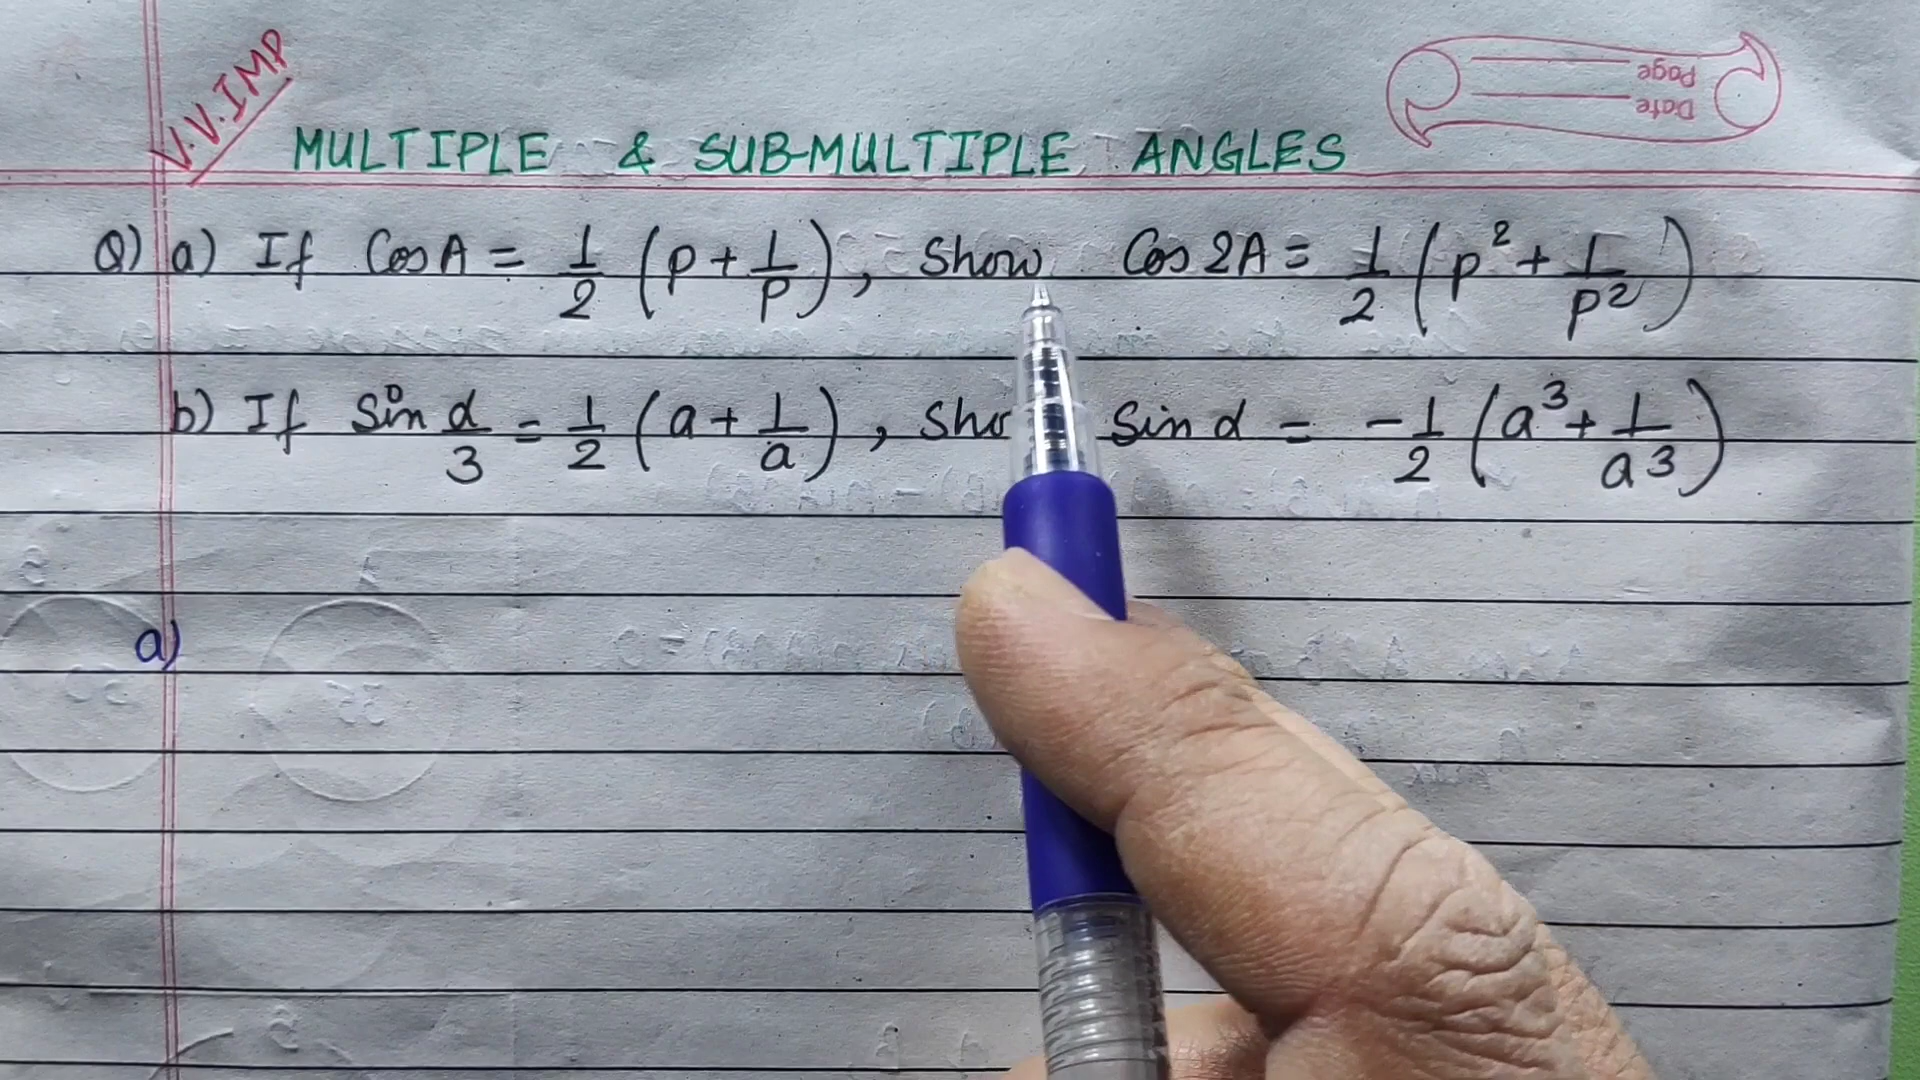 Page
Date
V.V.IMP
MULTIPLE & SUB-MULTIPLE ANGLES
Q) a) If Cos A = 1/2 (p + 1/p), Show Cos 2A = 1/2 (p² + 1/p²)
b) If Sin α/3 = 1/2 (a + 1/a), Sho Sin α = -1/2 (a³ + 1/a³)
a)